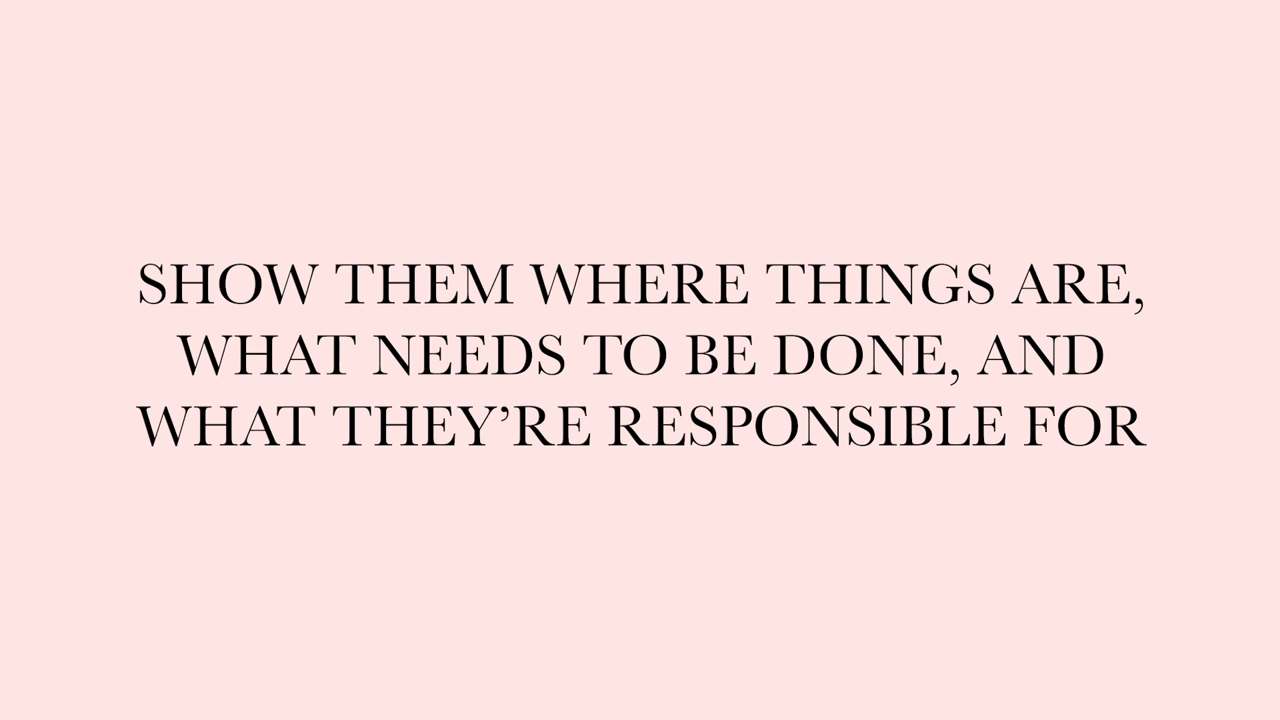 SHOW THEM WHERE THINGS ARE,
WHAT NEEDS TO BE DONE, AND
WHAT THEY’RE RESPONSIBLE FOR